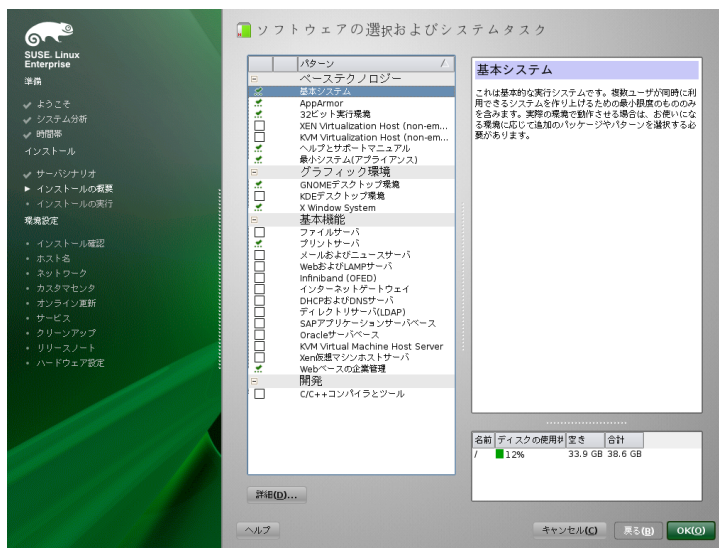 SUSE. Linux
Enterprise
準備
ようこそ
システム分析
時間帯
インストール
サーバシナリオ
インストールの概要
インストールの実行
環境設定
インストール確認
ホスト名
ネットワーク
カスタマセンタ
オンライン更新
サービス
クリーンアップ
リリースノート
ハードウェア設定
ソフトウェアの選択およびシステムタスク
パターン
ベーステクノロジー
基本システム
AppArmor
32ビット実行環境
XEN Virtualization Host (non-em...
KVM Virtualization Host (non-em...
ヘルプとサポートマニュアル
最小システム(アプライアンス)
グラフィック環境
GNOMEデスクトップ環境
KDEデスクトップ環境
X Window System
基本機能
ファイルサーバ
プリントサーバ
メールおよびニュースサーバ
WebおよびLAMPサーバ
Infiniband (OFED)
インターネットゲートウェイ
DHCPおよびDNSサーバ
ディレクトリサーバ(LDAP)
SAPアプリケーションサーバベース
Oracleサーバベース
KVM Virtual Machine Host Server
Xen仮想マシンホストサーバ
Webベースの企業管理
開発
C/C++コンパイラとツール
詳細(D)...
基本システム
これは基本的な実行システムです。複数ユーザが同時に利
用できるシステムを作り上げるための最小限度のもののみ
を含みます。実際の環境で動作させる場合は、お使いにな
る環境に応じて追加のパッケージやパターンを選択する必
要があります。
名前 ディスクの使用状 空き 合計
/ 12% 33.9 GB 38.6 GB
ヘルプ
キャンセル(C) 戻る(B) OK(O)